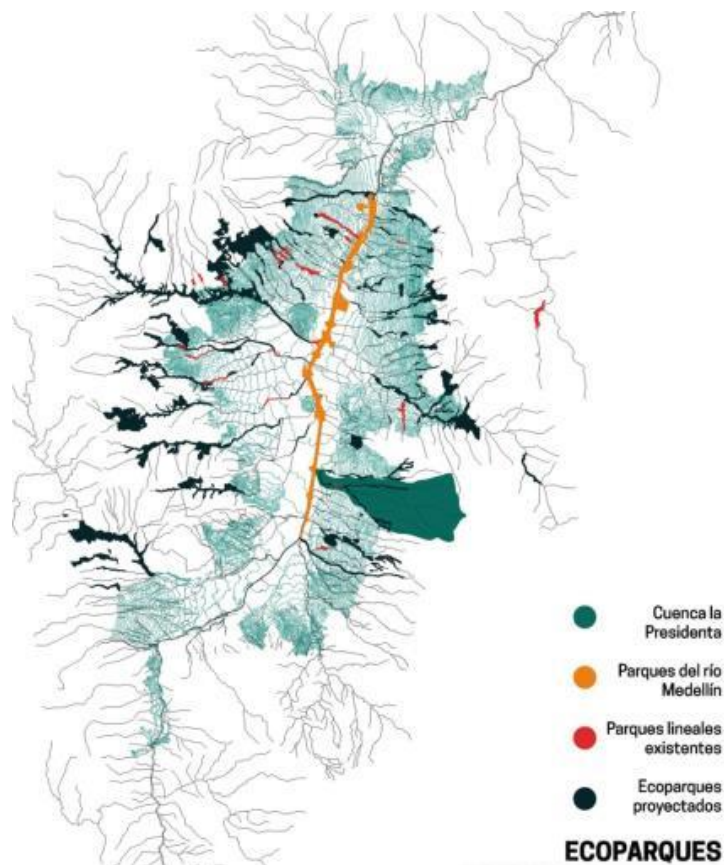 Cuenca la
Presidenta
Parques del río
Medellín
Parques lineales
existentes
Ecoparques
proyectados
ECOPARQUES